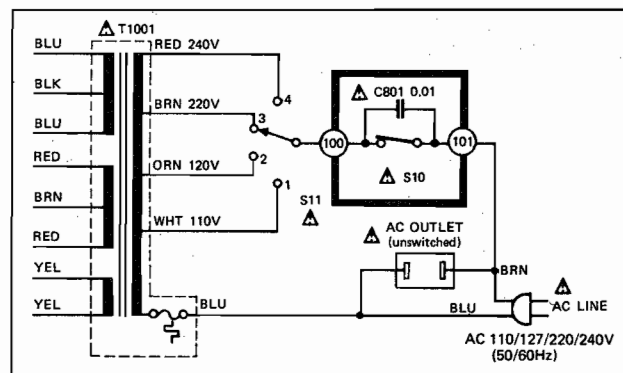 T1001
BLU
RED 240V
BLK
C801 0.01
4
BRN 220V
BLU
3
100
101
RED
ORN 120V
2
S10
BRN
1
S11
WHT 110V
AC OUTLET
(unswitched)
RED
YEL
BRN
BLU
BLU
AC LINE
YEL
AC 110/127/220/240V
(50/60Hz)